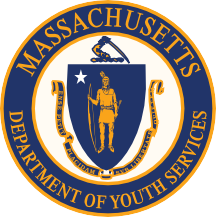 MASSACHUSETTS
DEPARTMENT OF YOUTH SERVICES